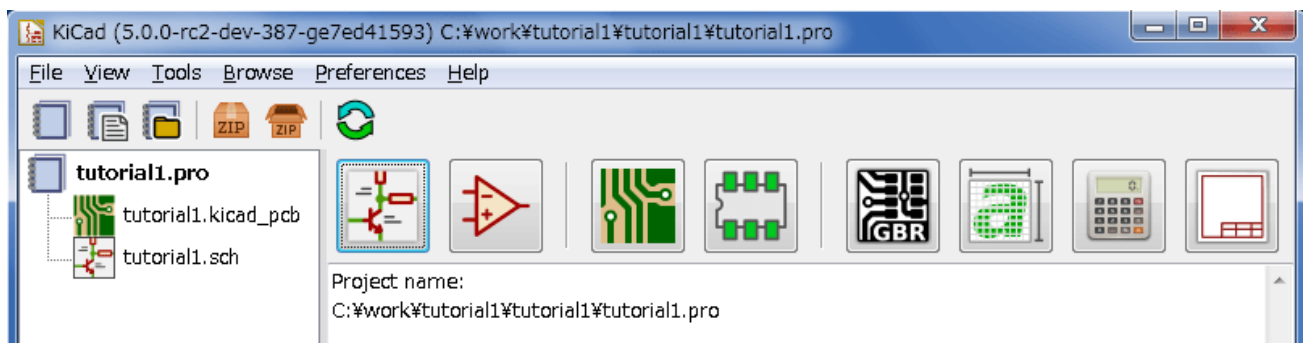 KiCad (5.0.0-rc2-dev-387-ge7ed41593) C:¥work¥tutorial1¥tutorial1¥tutorial1.pro
File View Tools Browse Preferences Help
ZIP ZIP
tutorial1.pro
tutorial1.kicad_pcb
tutorial1.sch
GBR
a
0.
Project name:
C:¥work¥tutorial1¥tutorial1¥tutorial1.pro